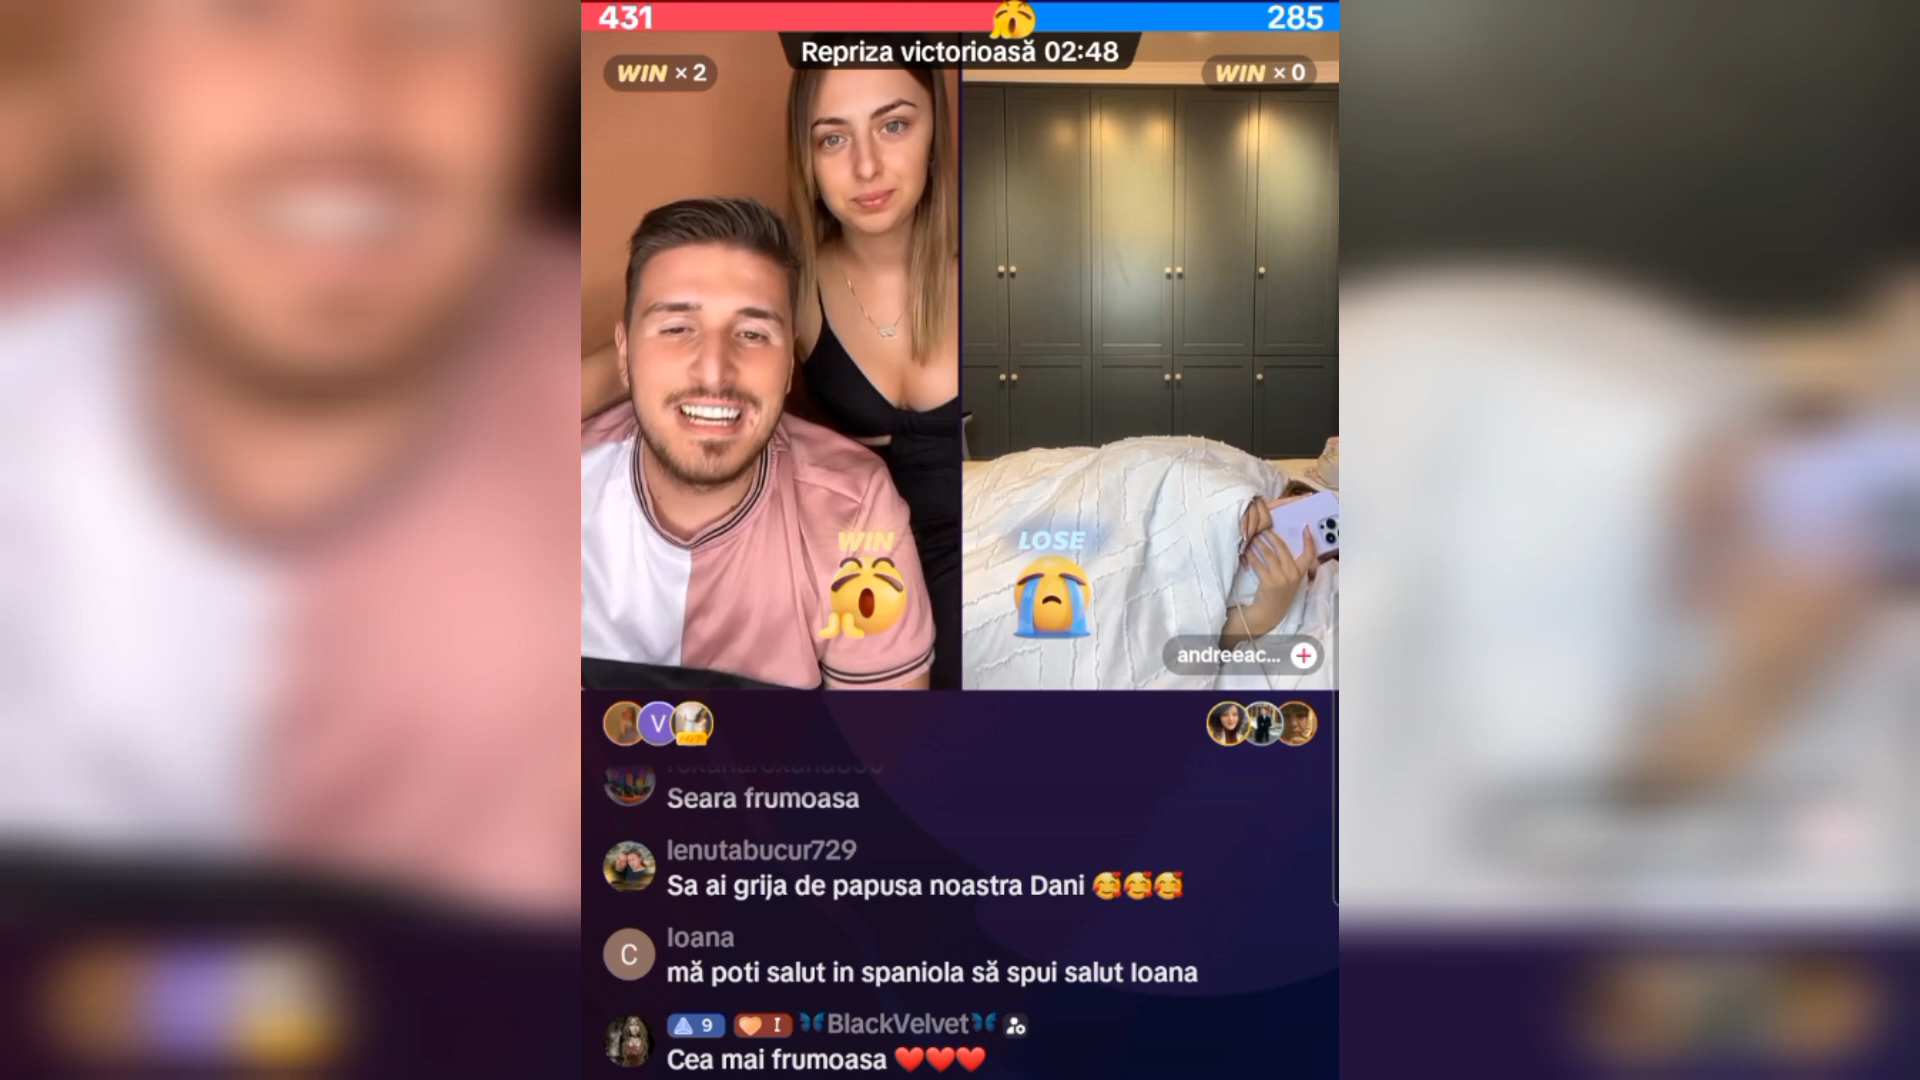 431
285
Repriza victorioasă 02:48
WIN × 2
WIN × 0
WIN
LOSE
andreeac...
V
Seara frumoasa
lenutabucur729
Sa ai grija de papusa noastra Dani 🥰🥰🥰
C
Ioana
mă poti salut in spaniola să spui salut Ioana
9
I
BlackVelvet
Cea mai frumoasa ❤️❤️❤️